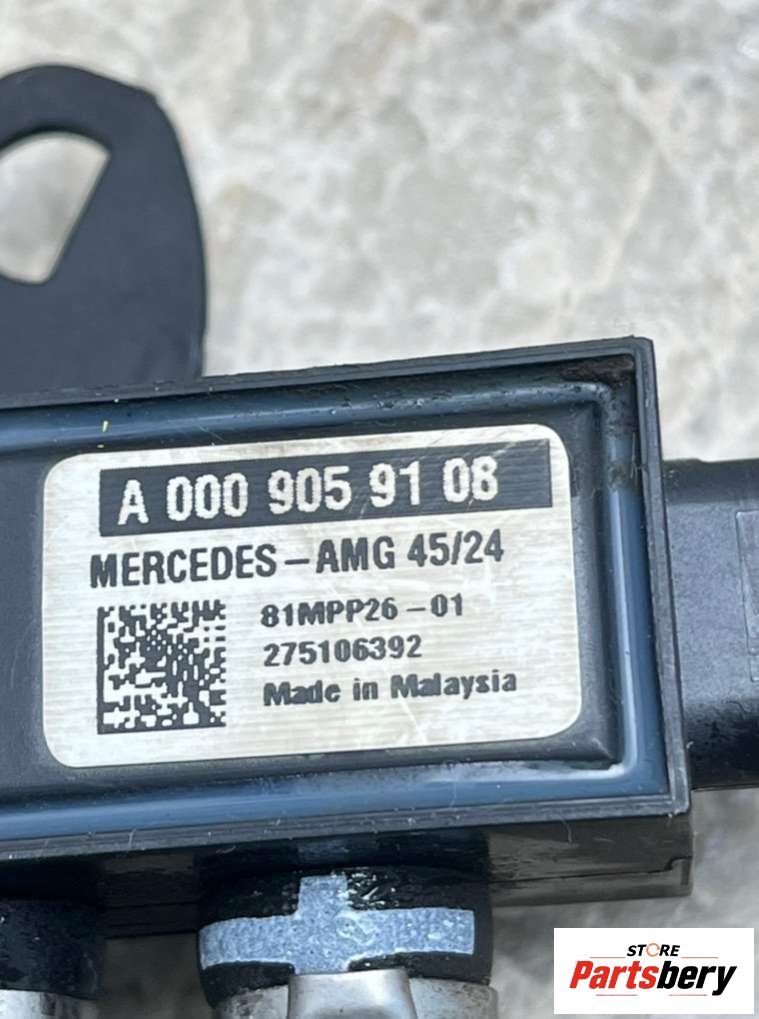 A 000 905 91 08
MERCEDES-AMG 45/24
81MPP26-01
275106392
Made in Malaysia
STORE
Partsbery